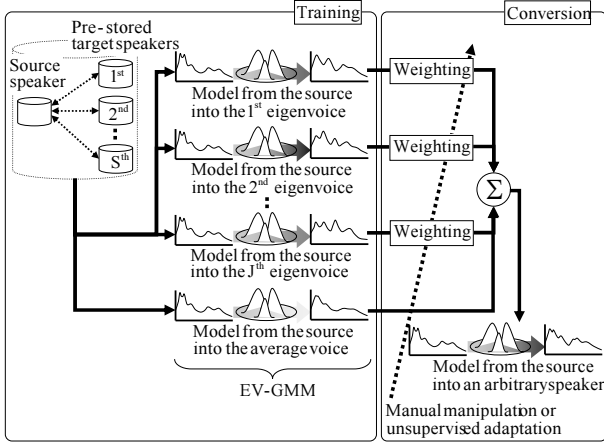 Training
Conversion
Pre-stored
target speakers
Source
speaker
1st
2nd
Sth
Model from the source
into the 1st eigenvoice
Model from the source
into the 2nd eigenvoice
Model from the source
into the Jth eigenvoice
Model from the source
into the average voice
EV-GMM
Weighting
Weighting
Weighting
Σ
Model from the source
into an arbitrary speaker
Manual manipulation or
unsupervised adaptation